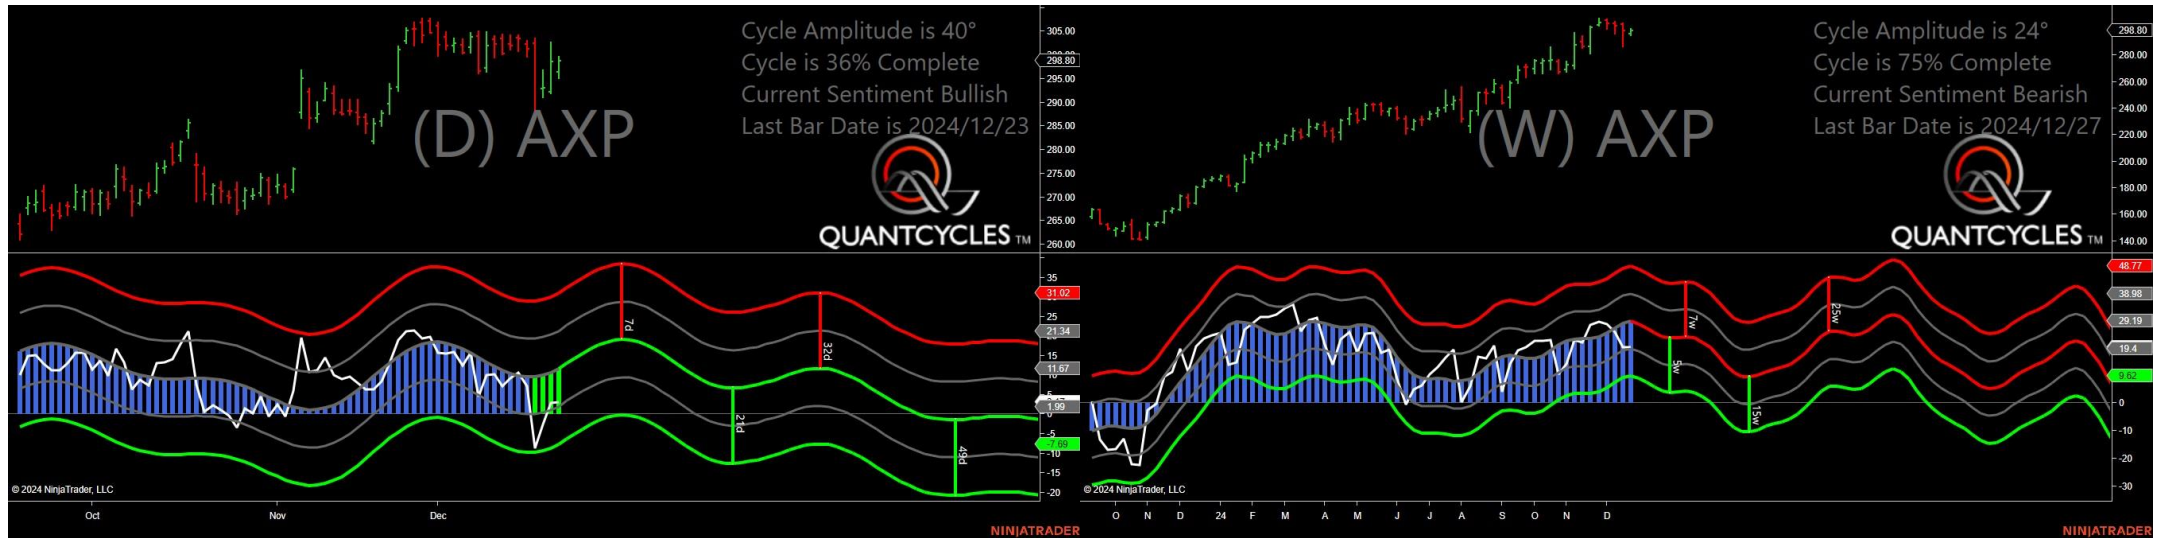 Cycle Amplitude is 40°
Cycle is 36% Complete
Current Sentiment Bullish
Last Bar Date is 2024/12/23
(D) AXP
QUANTCYCLES TM
305.00
298.80
295.00
290.00
285.00
280.00
275.00
270.00
265.00
260.00
35
31.02
25
21.34
15
11.67
1.99
-5
-7.69
-10
-15
-20
7d
32d
21d
49d
© 2024 NinjaTrader, LLC
Oct Nov Dec
NINJATRADER
Cycle Amplitude is 24°
Cycle is 75% Complete
Current Sentiment Bearish
Last Bar Date is 2024/12/27
(W) AXP
QUANTCYCLES TM
298.80
280.00
260.00
240.00
220.00
200.00
180.00
160.00
140.00
48.77
38.98
29.19
19.4
9.62
0
-10
-20
-30
7w
25w
5w
15w
© 2024 NinjaTrader, LLC
O N D 24 F M A M J J A S O N D
NINJATRADER